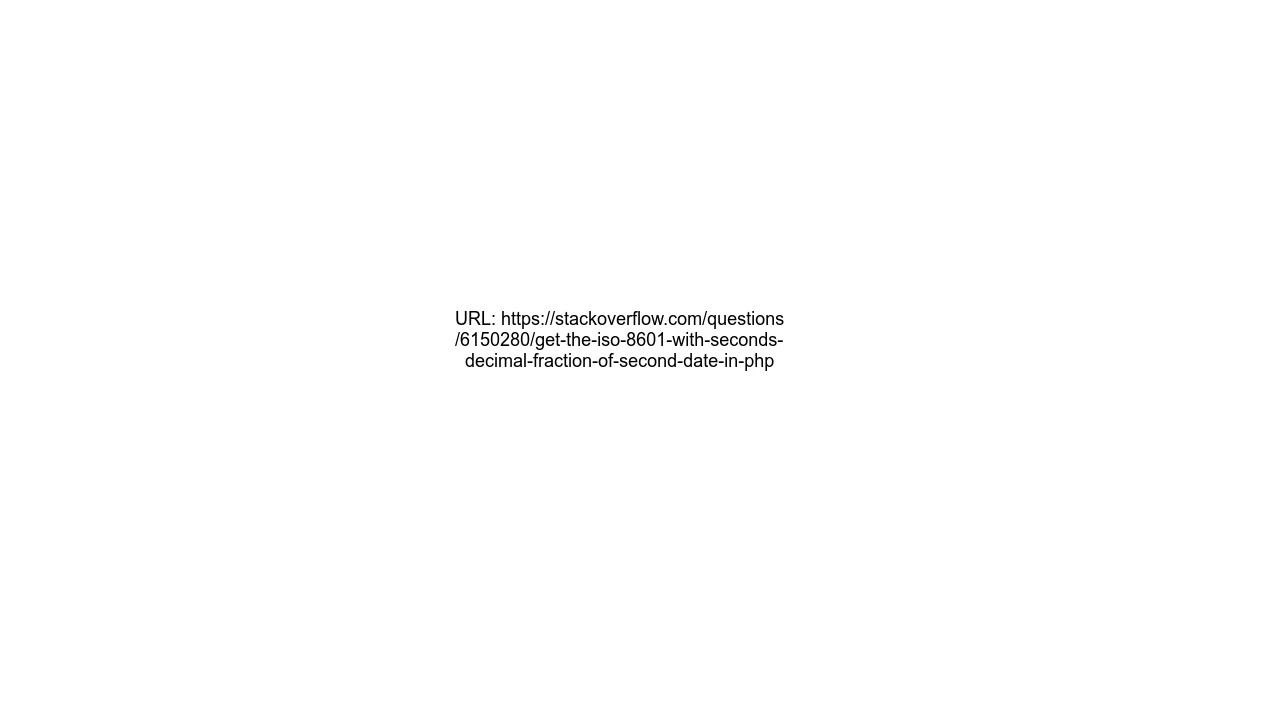 URL: https://stackoverflow.com/questions
/6150280/get-the-iso-8601-with-seconds-
decimal-fraction-of-second-date-in-php